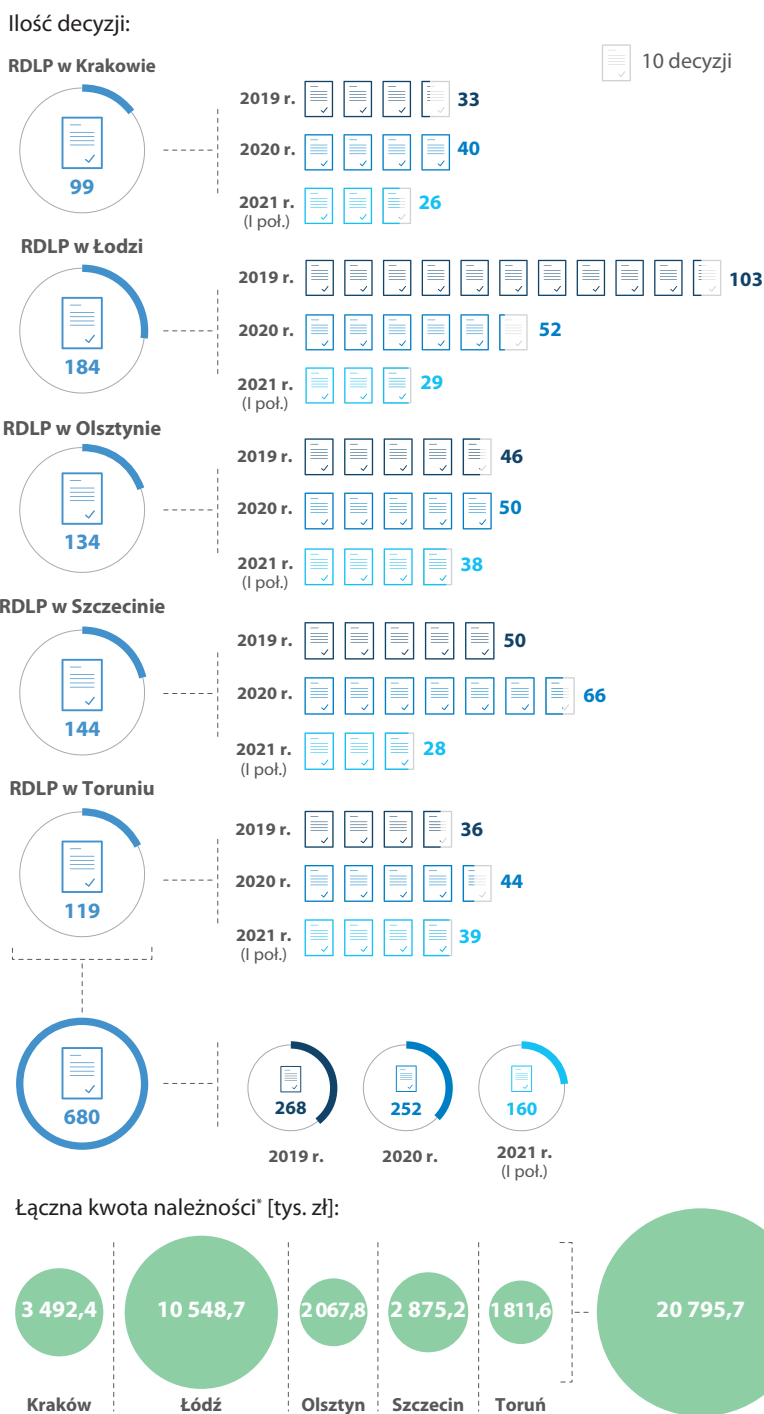 Ilość decyzji:
10 decyzji
RDLP w Krakowie
99
2019 r. 33
2020 r. 40
2021 r. 26
(I poł.)
RDLP w Łodzi
184
2019 r. 103
2020 r. 52
2021 r. 29
(I poł.)
RDLP w Olsztynie
134
2019 r. 46
2020 r. 50
2021 r. 38
(I poł.)
RDLP w Szczecinie
144
2019 r. 50
2020 r. 66
2021 r. 28
(I poł.)
RDLP w Toruniu
119
2019 r. 36
2020 r. 44
2021 r. 39
(I poł.)
680
268 252 160
2019 r. 2020 r. 2021 r.
(I poł.)
Łączna kwota należności* [tys. zł]:
3 492,4 10 548,7 2 067,8 2 875,2 1 811,6 20 795,7
Kraków Łódź Olsztyn Szczecin Toruń